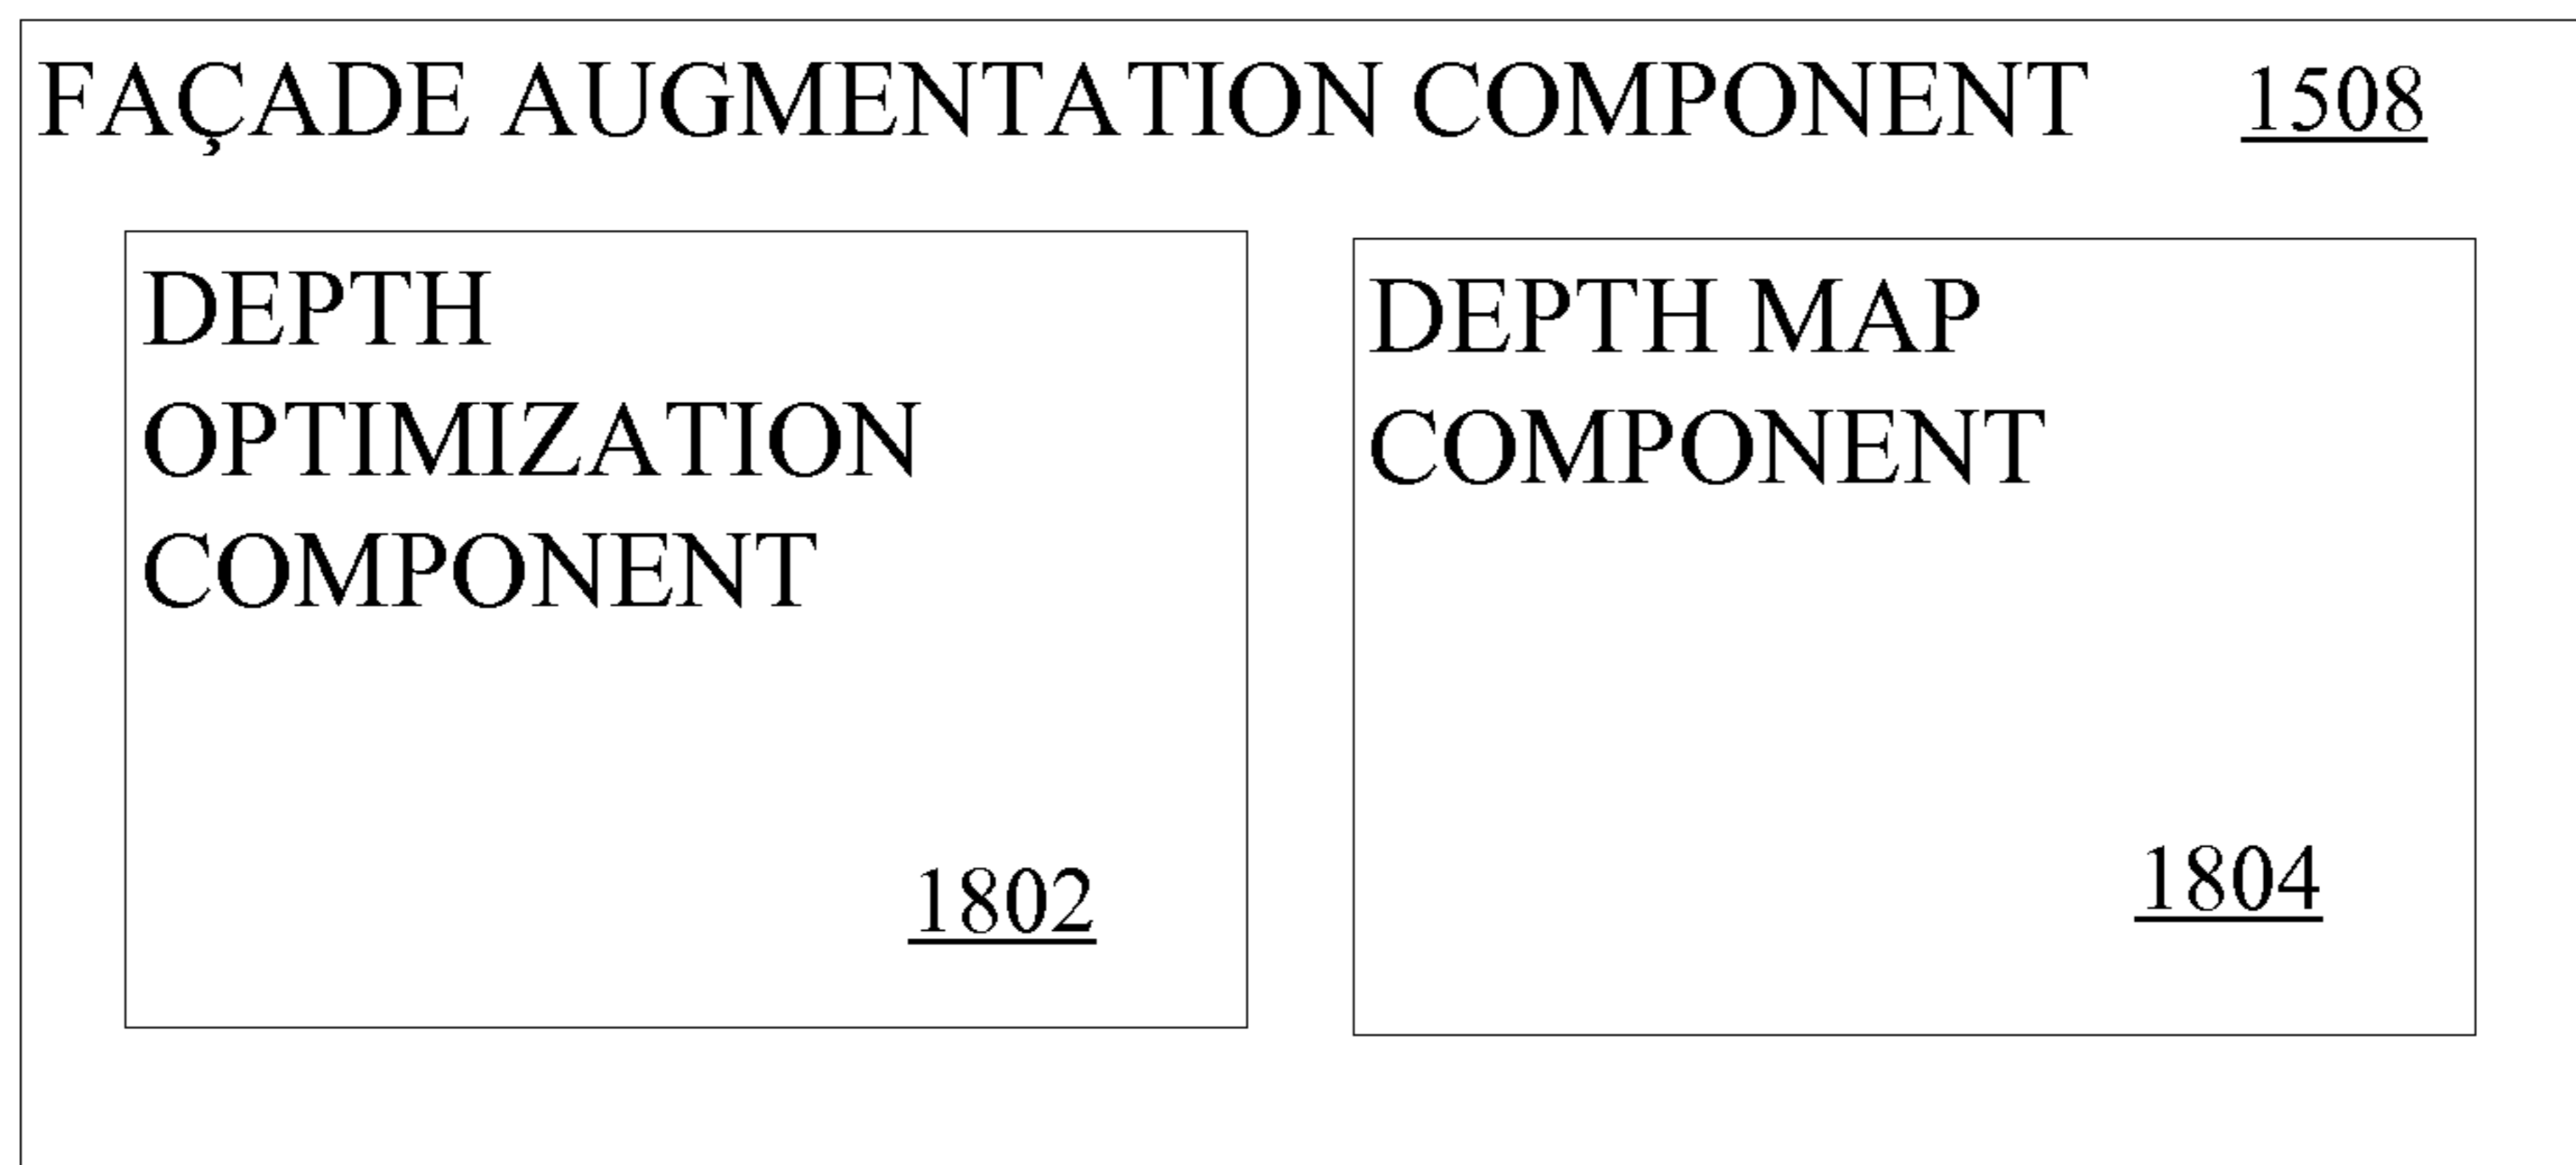 FAÇADE AUGMENTATION COMPONENT 1508
DEPTH
OPTIMIZATION
COMPONENT
1802
DEPTH MAP
COMPONENT
1804